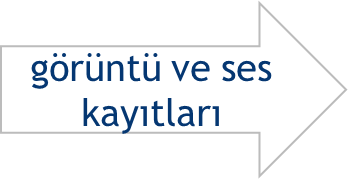 görüntü ve ses
kayıtları